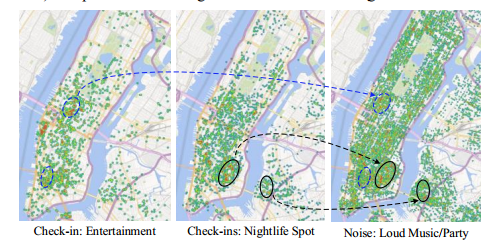 Check-in: Entertainment
Check-ins: Nightlife Spot
Noise: Loud Music/Party